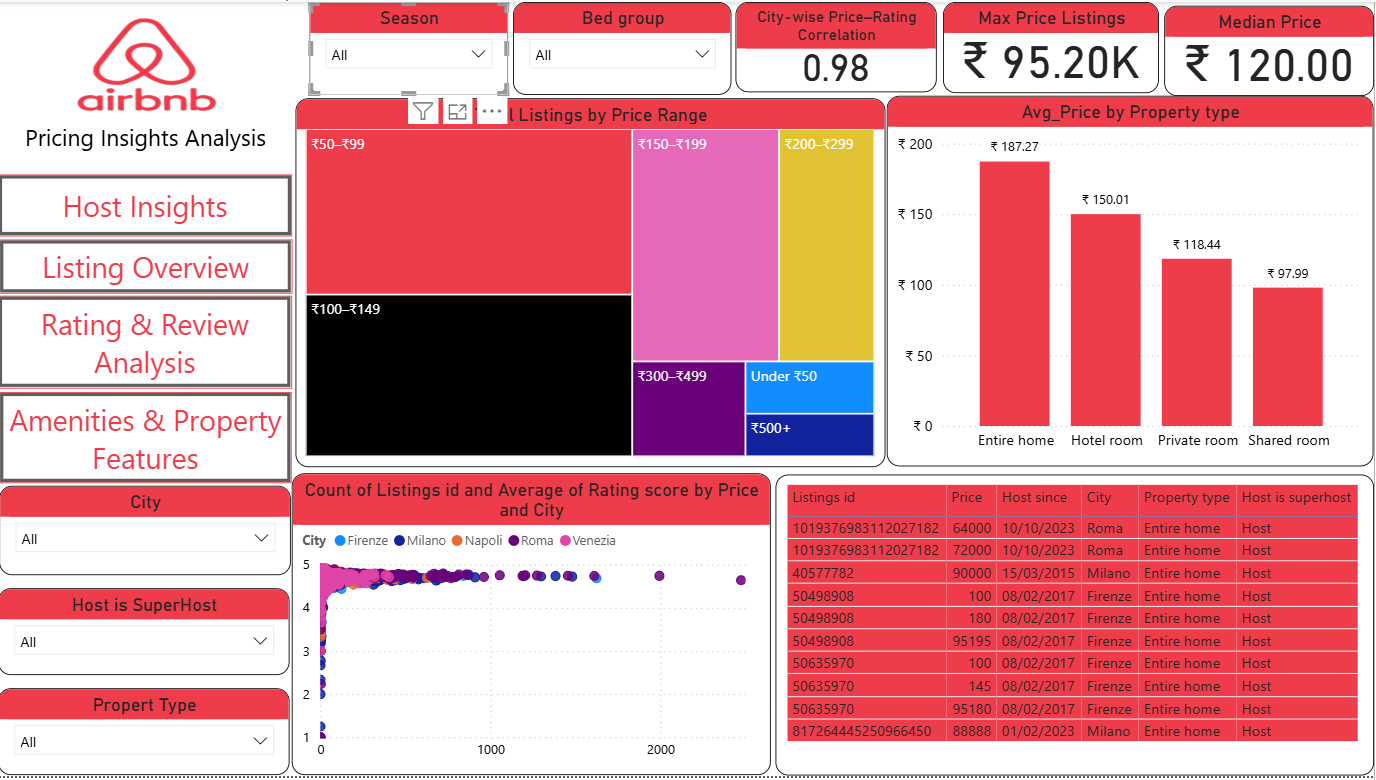 airbnb
Pricing Insights Analysis
Host Insights
Listing Overview
Rating & Review
Analysis
Amenities & Property
Features
City
All
Host is SuperHost
All
Propert Type
All
Season
All
Bed group
All
City-wise Price–Rating
Correlation
0.98
Max Price Listings
₹ 95.20K
Median Price
₹ 120.00
Listings by Price Range
₹50–₹99
₹100–₹149
₹150–₹199
₹200–₹299
₹300–₹499
Under ₹50
₹500+
Avg_Price by Property type
₹ 200
₹ 150
₹ 100
₹ 50
₹ 0
₹ 187.27
₹ 150.01
₹ 118.44
₹ 97.99
Entire home Hotel room Private room Shared room
Count of Listings id and Average of Rating score by Price
and City
City Firenze Milano Napoli Roma Venezia
5
4
3
2
1
0 1000 2000
Listings id Price Host since City Property type Host is superhost
1019376983112027182 64000 10/10/2023 Roma Entire home Host
1019376983112027182 72000 10/10/2023 Roma Entire home Host
40577782 90000 15/03/2015 Milano Entire home Host
50498908 100 08/02/2017 Firenze Entire home Host
50498908 180 08/02/2017 Firenze Entire home Host
50498908 95195 08/02/2017 Firenze Entire home Host
50635970 100 08/02/2017 Firenze Entire home Host
50635970 145 08/02/2017 Firenze Entire home Host
50635970 95180 08/02/2017 Firenze Entire home Host
817264445250966450 88888 01/02/2023 Milano Entire home Host